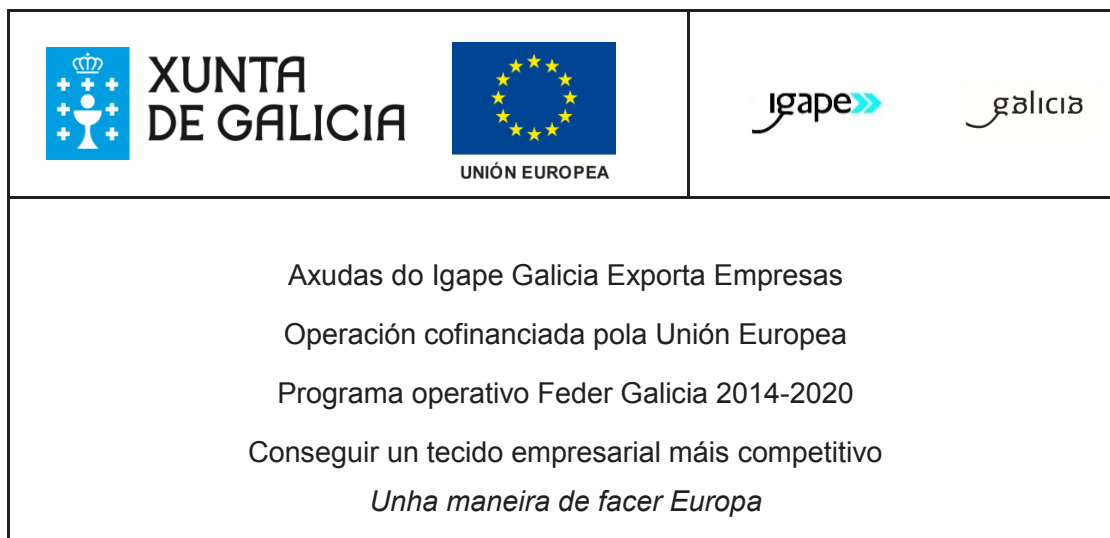 XUNTA
DE GALICIA
UNIÓN EUROPEA
igape
galicia
Axudas do Igape Galicia Exporta Empresas
Operación cofinanciada pola Unión Europea
Programa operativo Feder Galicia 2014-2020
Conseguir un tecido empresarial máis competitivo
Unha maneira de facer Europa